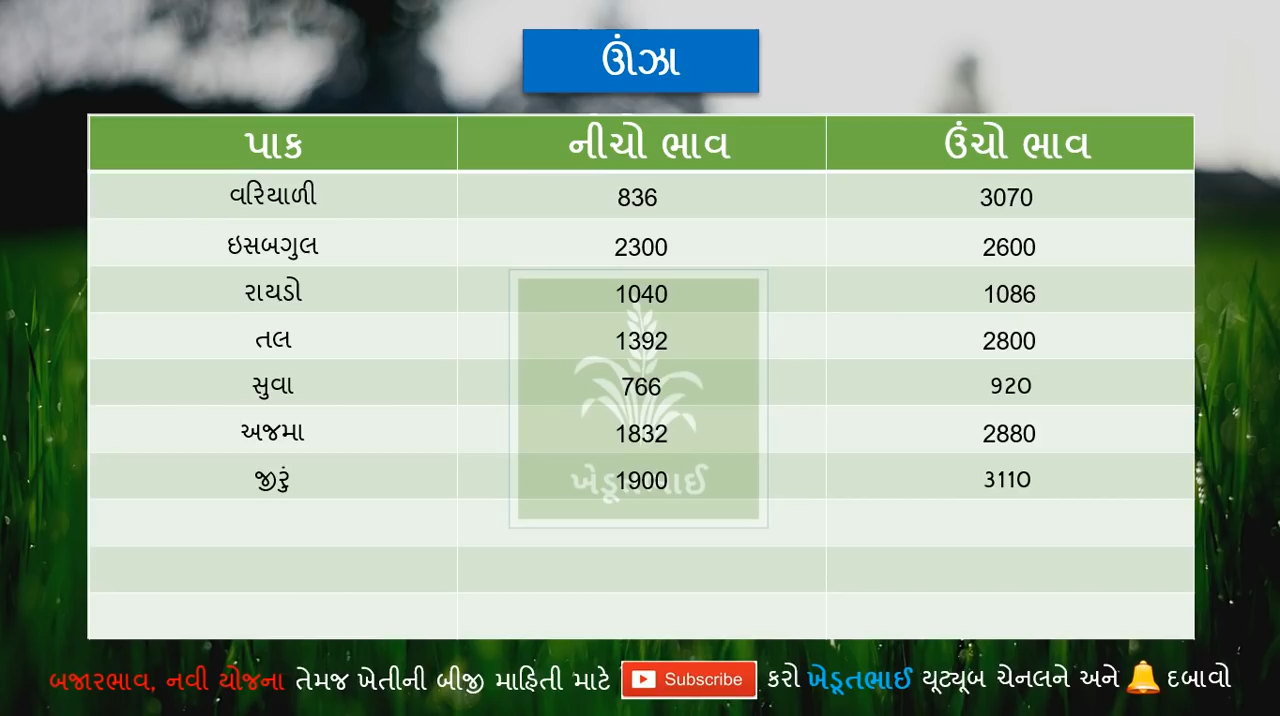 ઊંઝા
પાક નીચો ભાવ ઉંચો ભાવ
વરિયાળી 836 3070
ઇસબગુલ 2300 2600
રાયડો 1040 1086
તલ 1392 2800
સુવા 766 920
અજમા 1832 2880
જીરું 1900 3110
ખેડૂતભાઈ
બજારભાવ, નવી યોજના તેમજ ખેતીની બીજી માહિતી માટે Subscribe કરો ખેડૂતભાઈ યૂટ્યૂબ ચેનલને અને દબાવો